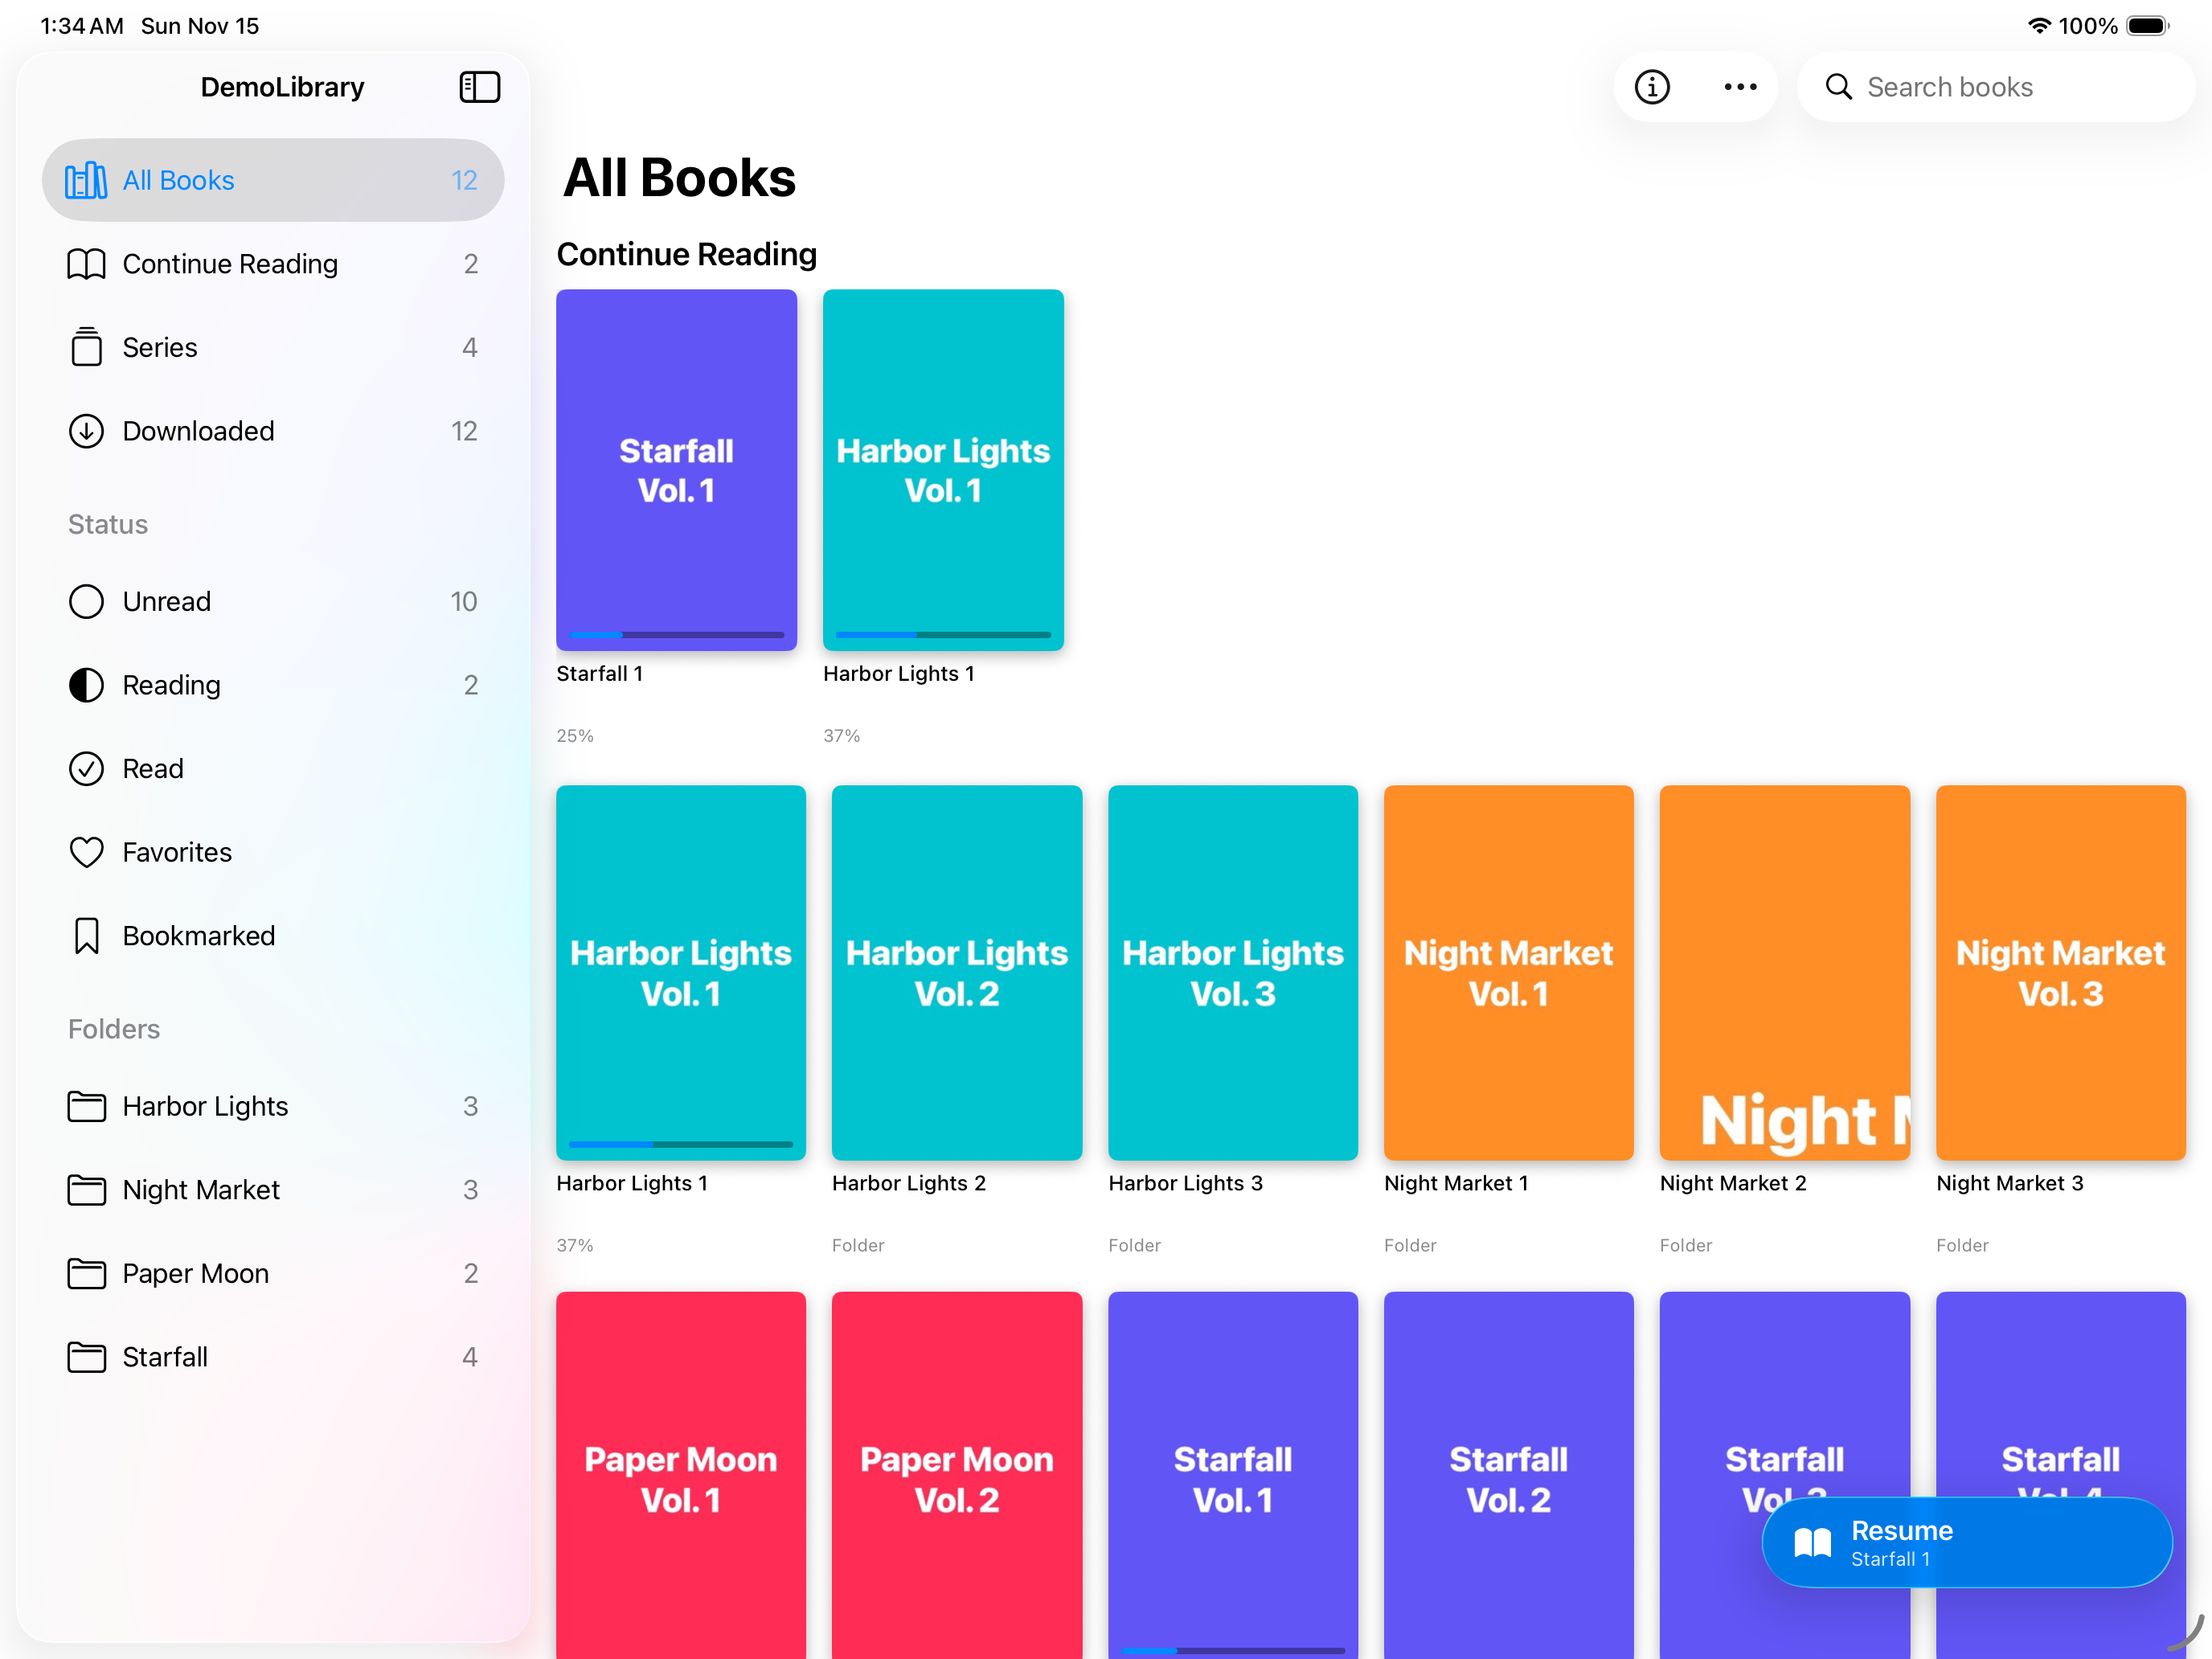 1:34 AM Sun Nov 15
100%
DemoLibrary
Search books
All Books 12
Continue Reading 2
Series 4
Downloaded 12
Status
Unread 10
Reading 2
Read
Favorites
Bookmarked
Folders
Harbor Lights 3
Night Market 3
Paper Moon 2
Starfall 4
All Books
Continue Reading
Starfall
Vol. 1
Harbor Lights
Vol. 1
Starfall 1
Harbor Lights 1
25%
37%
Harbor Lights
Vol. 1
Harbor Lights
Vol. 2
Harbor Lights
Vol. 3
Night Market
Vol. 1
Night
Night Market
Vol. 3
Harbor Lights 1
Harbor Lights 2
Harbor Lights 3
Night Market 1
Night Market 2
Night Market 3
37%
Folder
Folder
Folder
Folder
Folder
Paper Moon
Vol. 1
Paper Moon
Vol. 2
Starfall
Vol. 1
Starfall
Vol. 2
Starfall
Starfall
Resume
Starfall 1